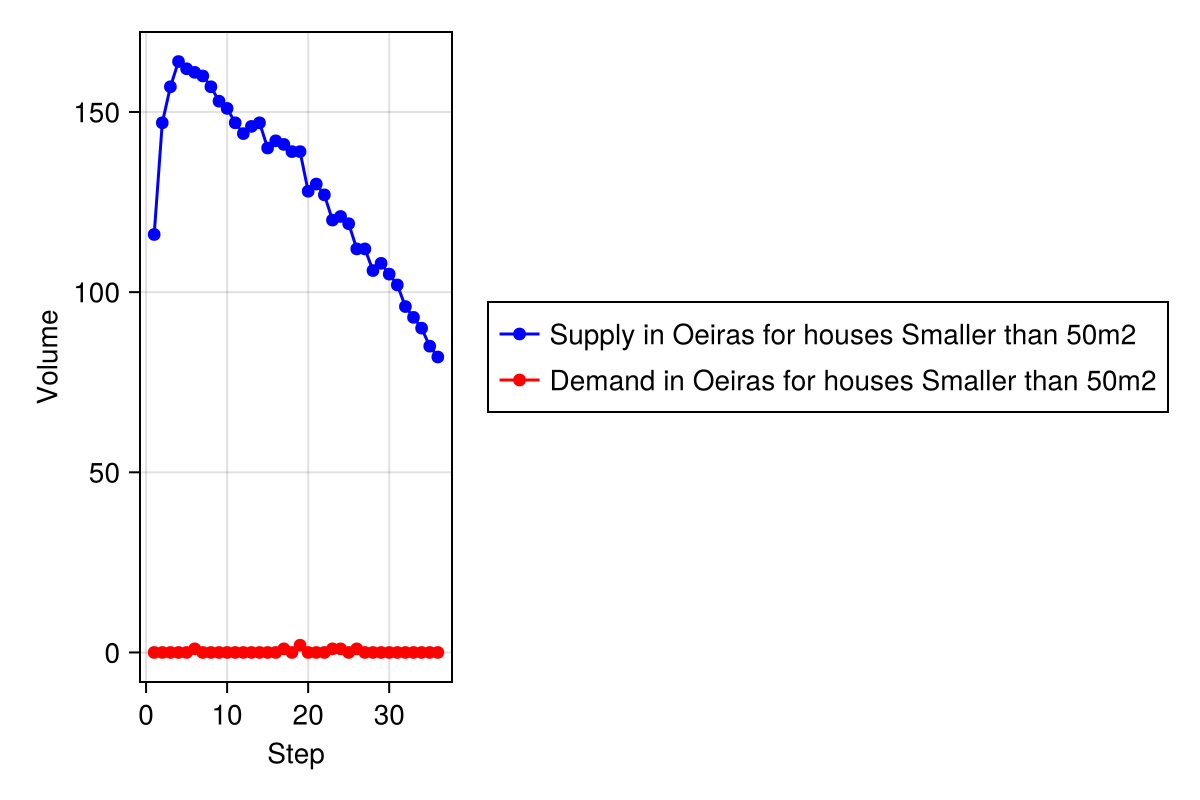 150
100
50
0
Volume
0 10 20 30
Step
Supply in Oeiras for houses Smaller than 50m2
Demand in Oeiras for houses Smaller than 50m2